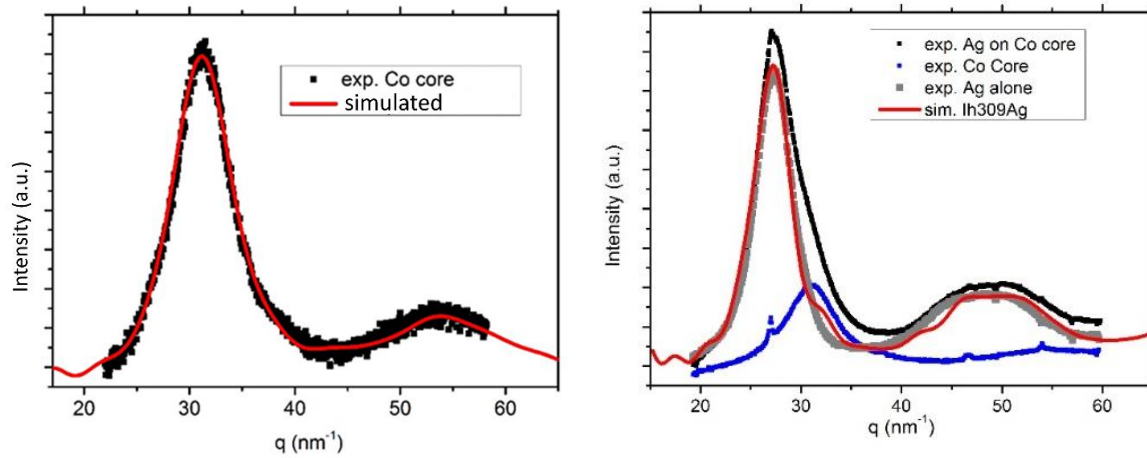 Intensity (a.u.)
exp. Co core
simulated
20 30 40 50 60
q (nm⁻¹)
Intensity (a.u.)
exp. Ag on Co core
exp. Co Core
exp. Ag alone
sim. Ih309Ag
20 30 40 50 60
q (nm⁻¹)